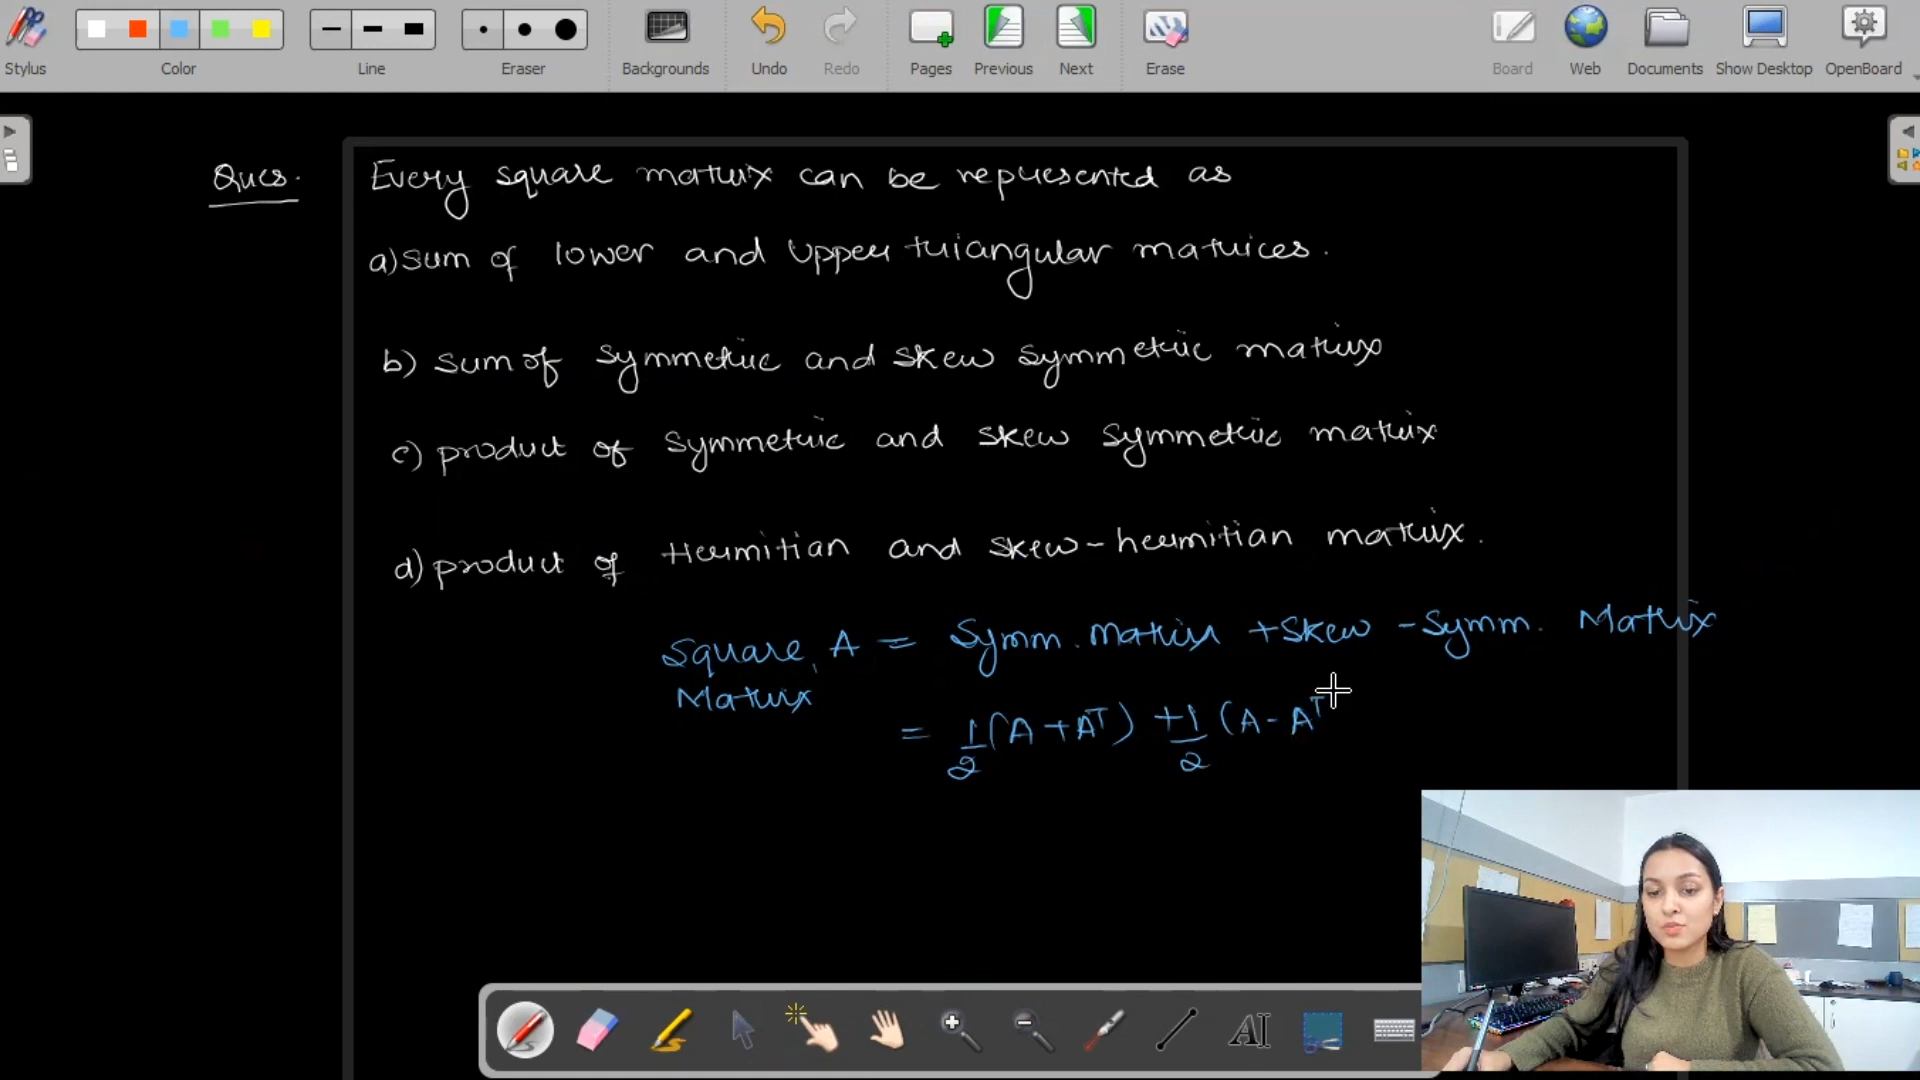 Stylus
Color
Line
Eraser
Backgrounds
Undo
Redo
Pages
Previous
Next
Erase
Board
Web
Documents
Show Desktop
OpenBoard
Ques. Every square matrix can be represented as
a) sum of lower and Upper triangular matrices.
b) sum of symmetric and skew symmetric matrix
c) product of symmetric and skew symmetric matrix
d) product of Hermitian and skew-hermitian matrix.
Square, A = Symm. Matrix + Skew - Symm. Matrix
Matrix
= 1/2 (A + Aᵀ) + 1/2 (A - Aᵀ
AI